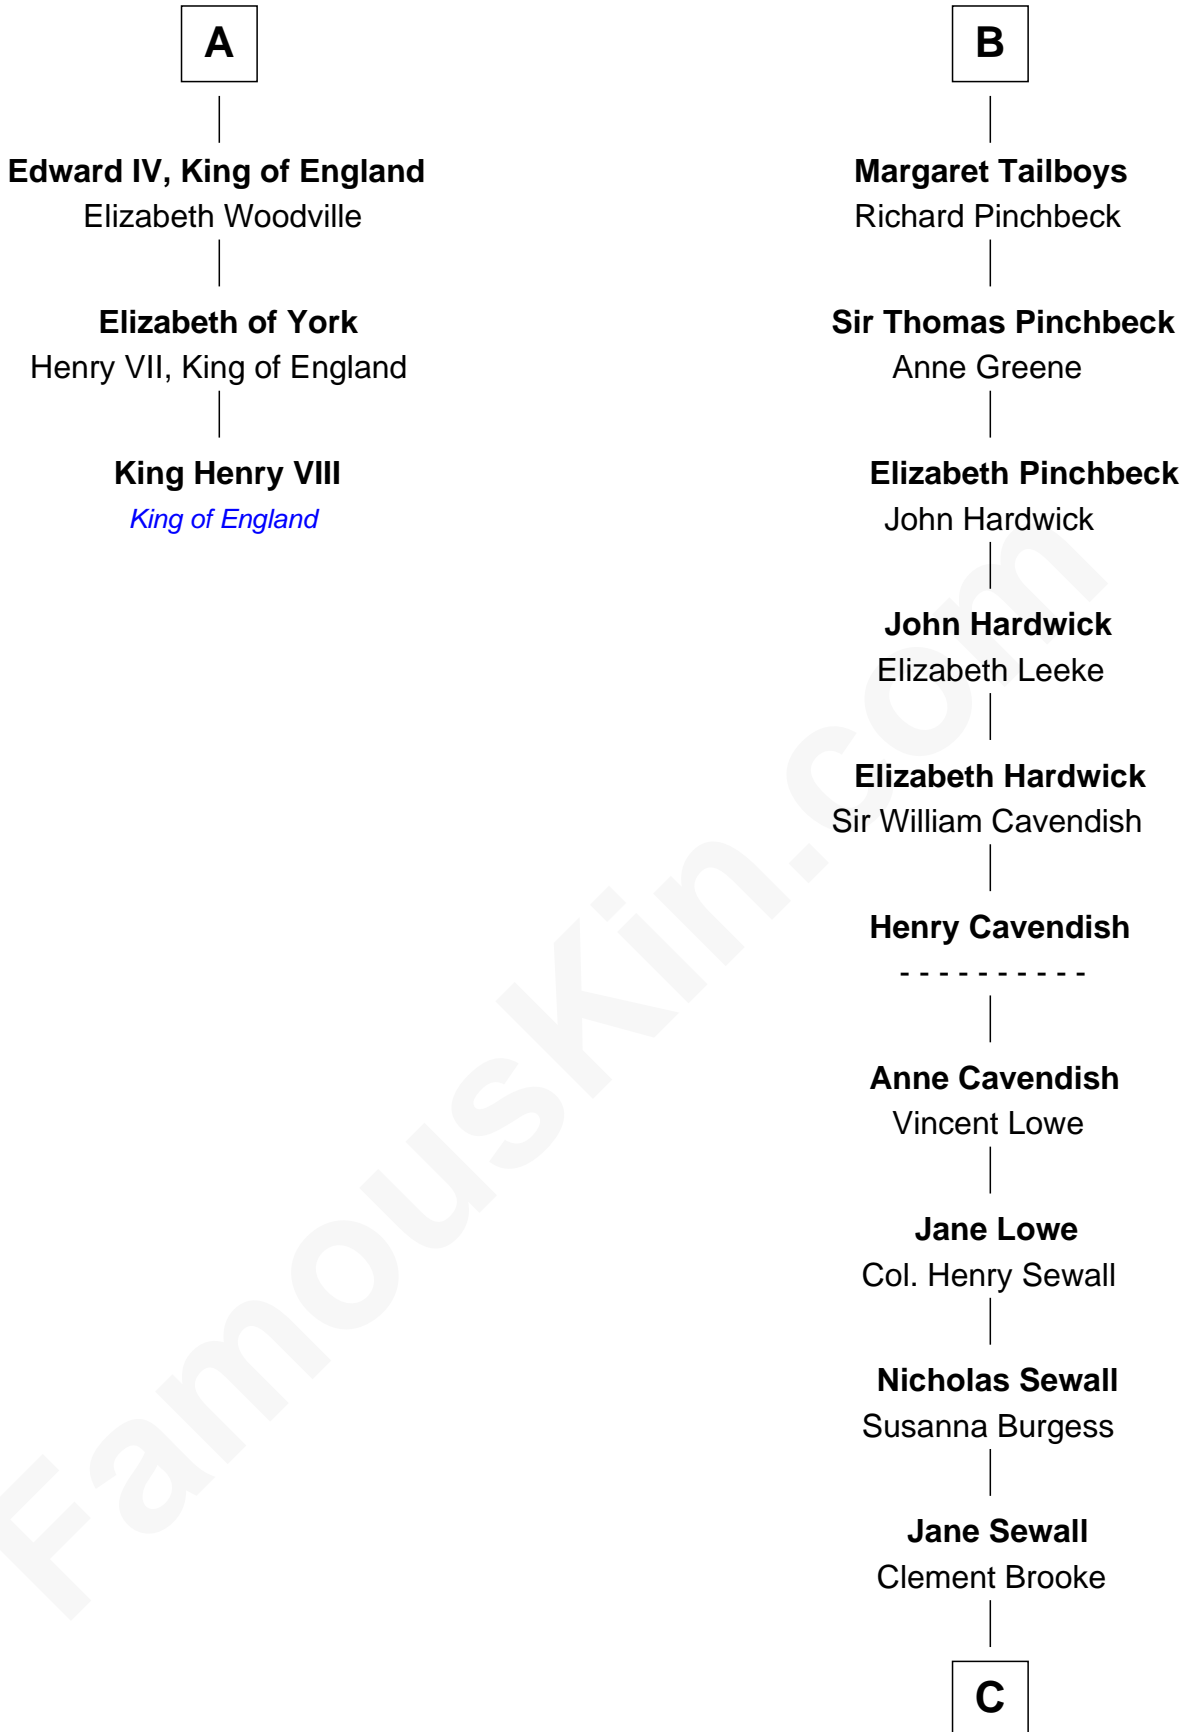 A
Edward IV, King of England
Elizabeth Woodville
Elizabeth of York
Henry VII, King of England
King Henry VIII
King of England
B
Margaret Tailboys
Richard Pinchbeck
Sir Thomas Pinchbeck
Anne Greene
Elizabeth Pinchbeck
John Hardwick
John Hardwick
Elizabeth Leeke
Elizabeth Hardwick
Sir William Cavendish
Henry Cavendish
- - - - - - - - - -
Anne Cavendish
Vincent Lowe
Jane Lowe
Col. Henry Sewall
Nicholas Sewall
Susanna Burgess
Jane Sewall
Clement Brooke
C
FamousKin.com